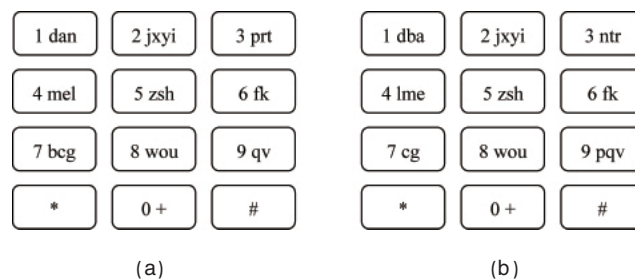 1 dan 2 jxyi 3 prt 1 dba 2 jxyi 3 ntr
4 mel 5 zsh 6 fk 4 lme 5 zsh 6 fk
7 bcg 8 wou 9 qv 7 cg 8 wou 9 pqv
* 0 + # * 0 + #
(a) (b)